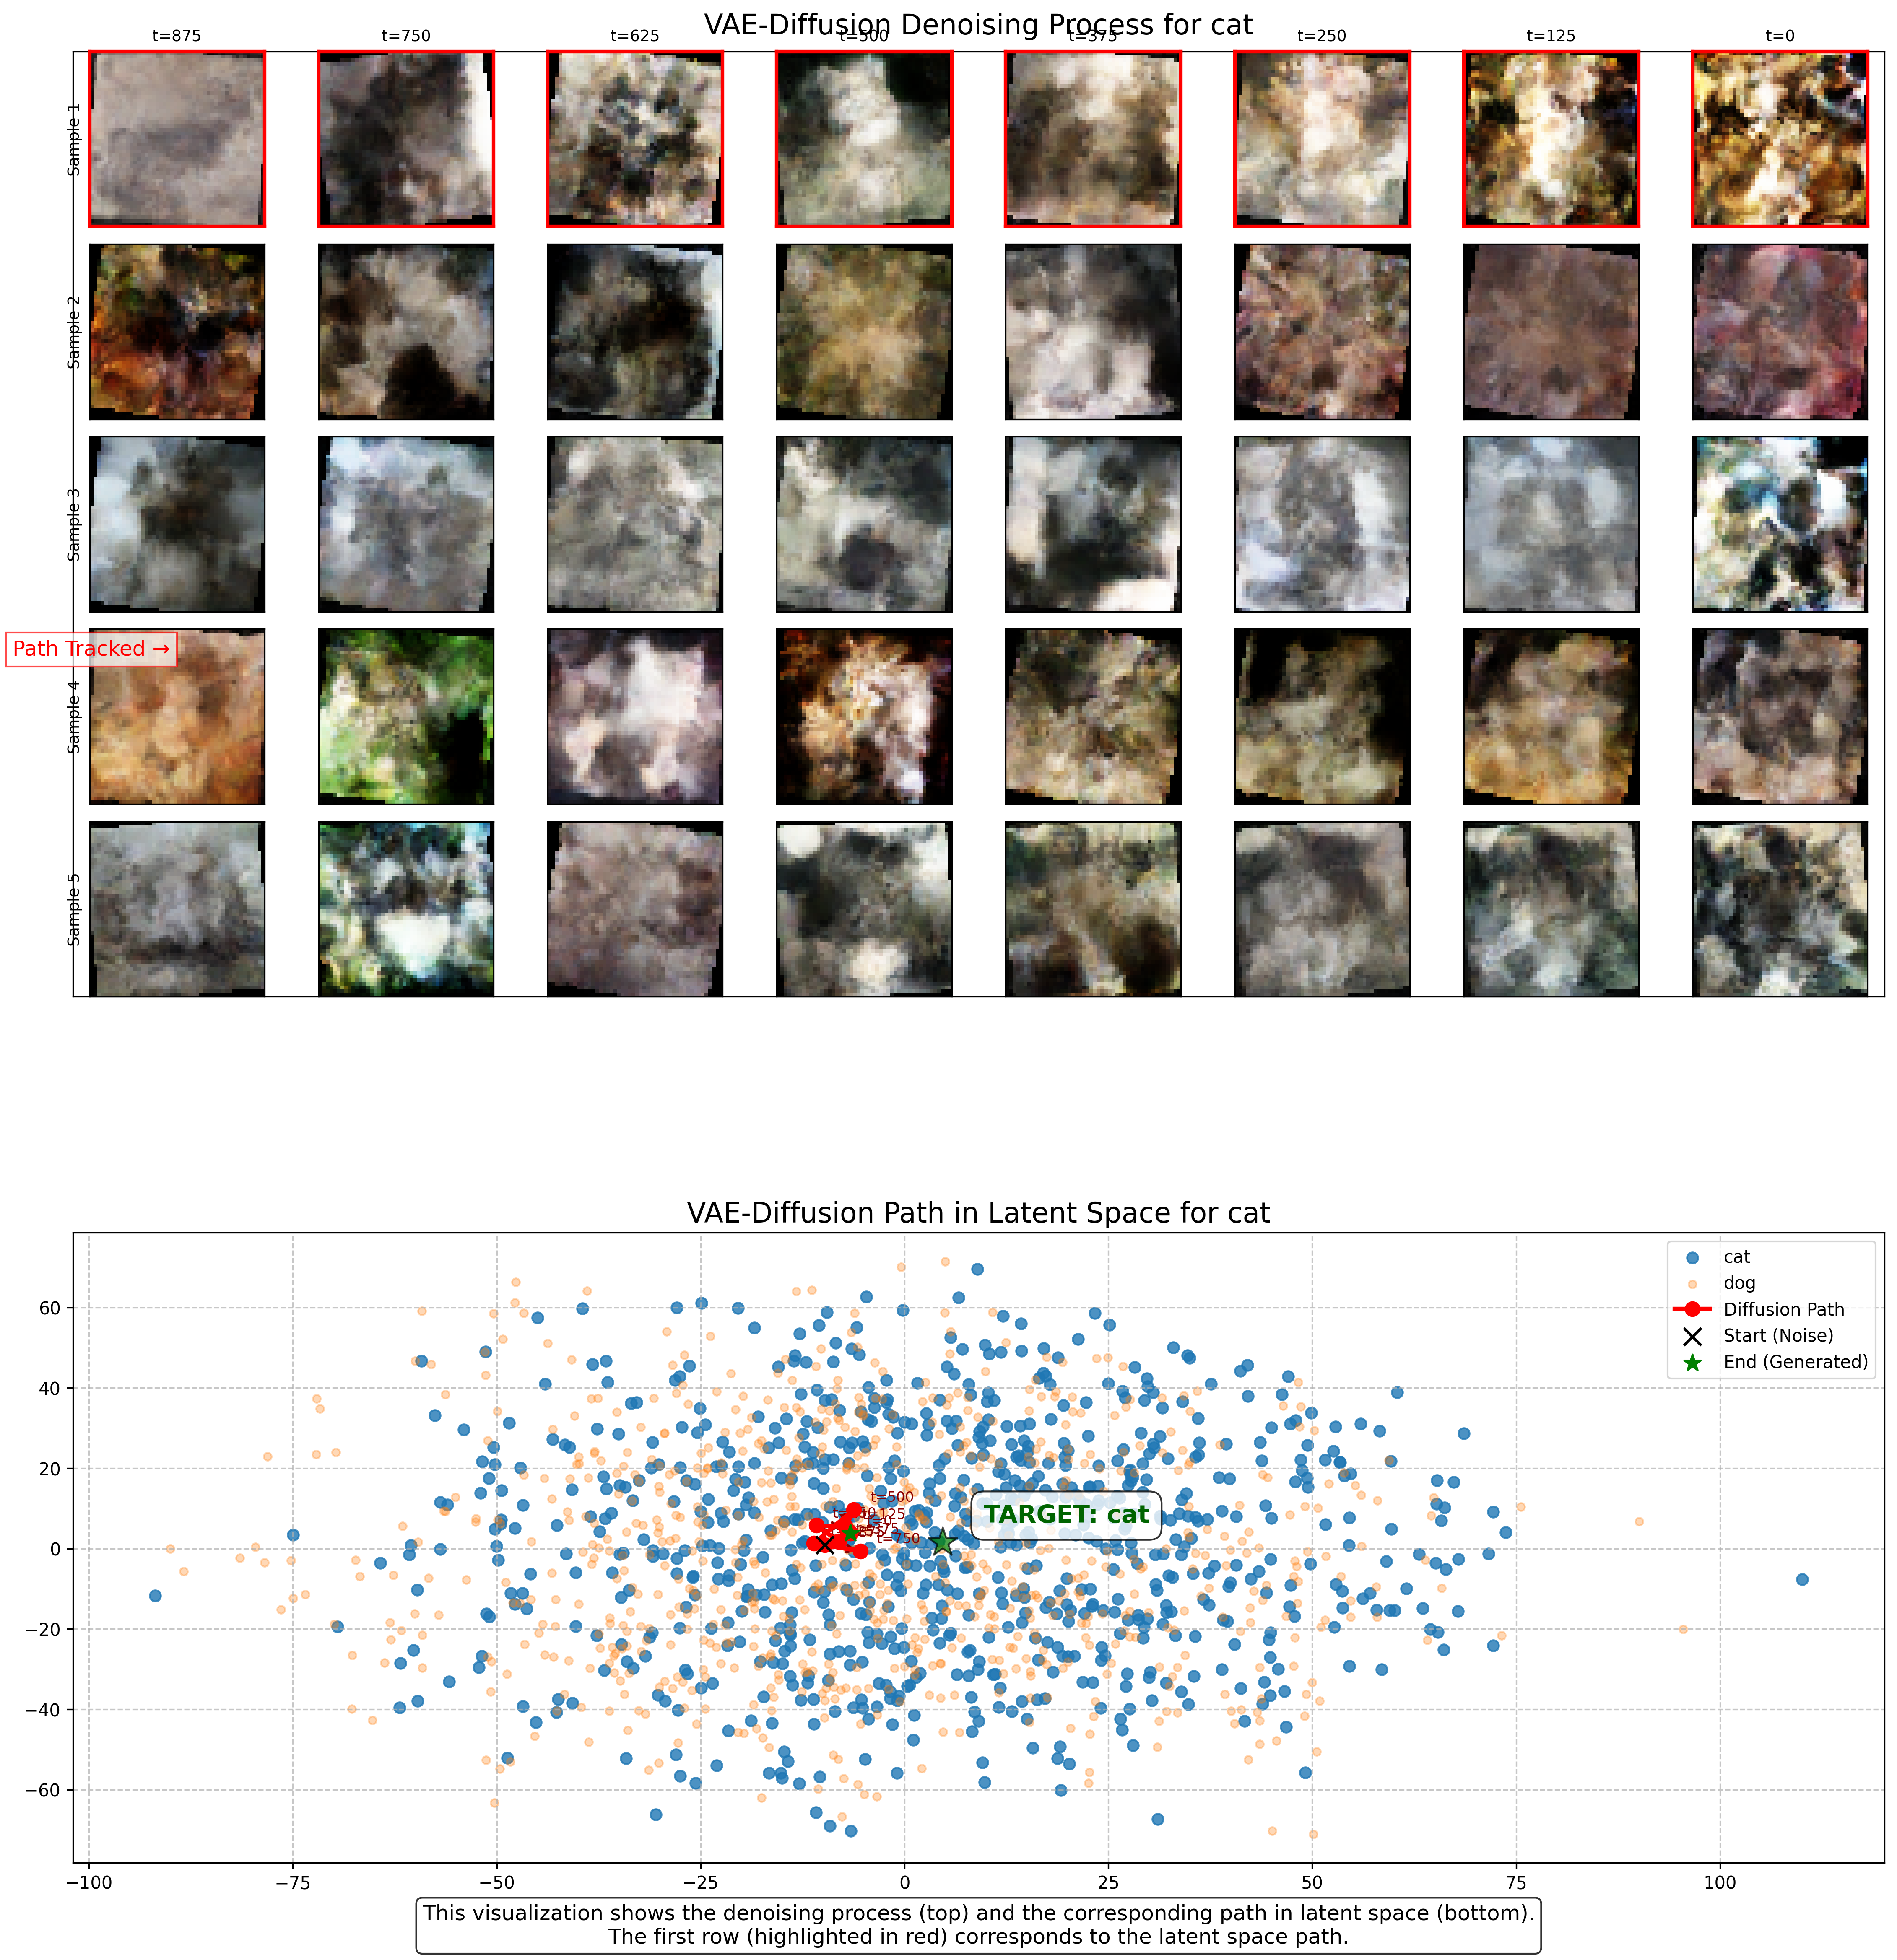 VAE-Diffusion Denoising Process for cat
t=875
t=750
t=625
t=500
t=375
t=250
t=125
t=0
Sample 1
Sample 2
Sample 3
Path Tracked →
Sample 4
Sample 5
VAE-Diffusion Path in Latent Space for cat
cat
dog
Diffusion Path
Start (Noise)
End (Generated)
60
40
20
0
−20
−40
−60
t=500
t=750
TARGET: cat
−100
−75
−50
−25
0
25
50
75
100
This visualization shows the denoising process (top) and the corresponding path in latent space (bottom).
The first row (highlighted in red) corresponds to the latent space path.